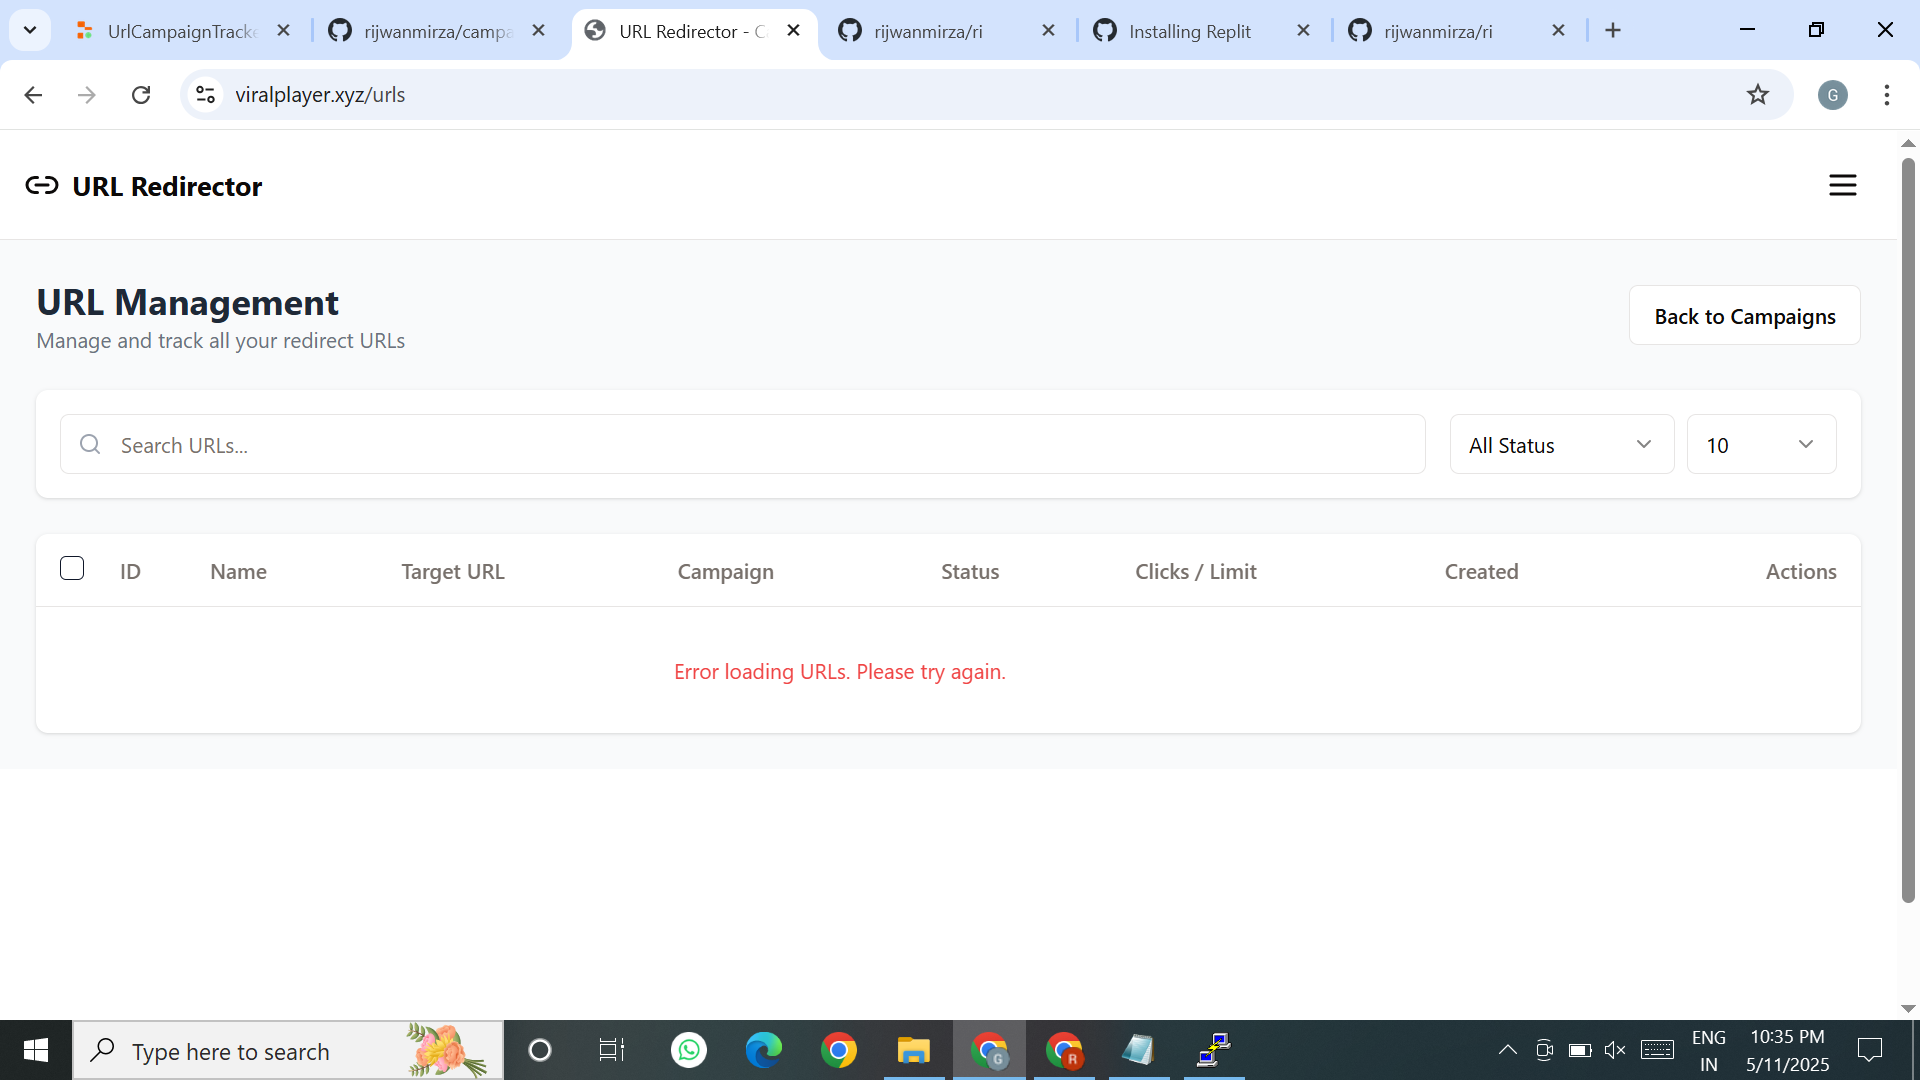 UrlCampaignTracke
rijwanmirza/campa
URL Redirector - C
rijwanmirza/ri
Installing Replit
rijwanmirza/ri
viralplayer.xyz/urls
G
URL Redirector
URL Management
Manage and track all your redirect URLs
Back to Campaigns
Search URLs...
All Status
10
ID Name Target URL Campaign Status Clicks / Limit Created Actions
Error loading URLs. Please try again.
Type here to search
G
R
ENG
IN
10:35 PM
5/11/2025